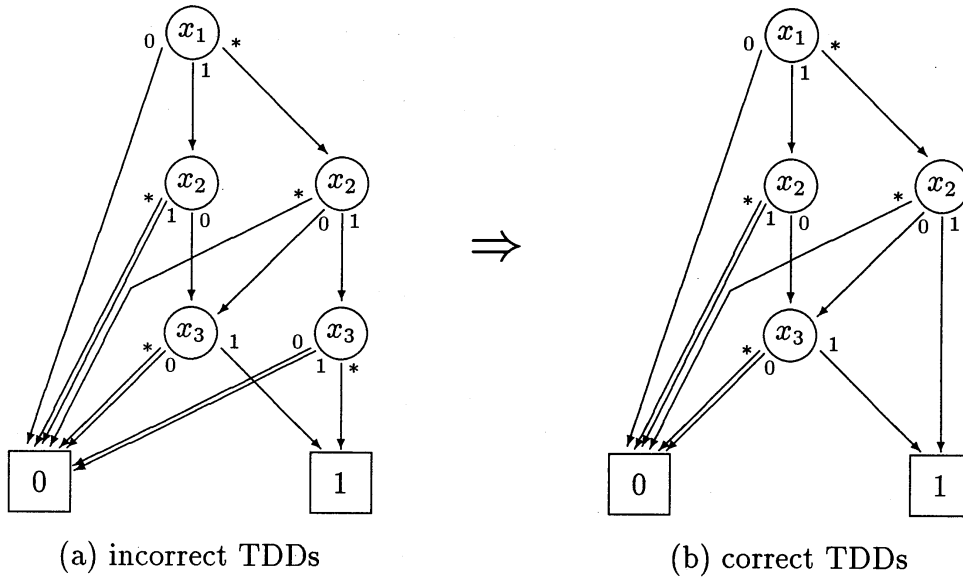 x₁ x₁
0 1 * 0 1 *
x₂ x₂ x₂ x₂
* 1 0 * 0 1 * 1 0 * 0 1
⇒
x₃ x₃ x₃
* 0 1 0 1 * * 0 1
0 1 0 1
(a) incorrect TDDs (b) correct TDDs